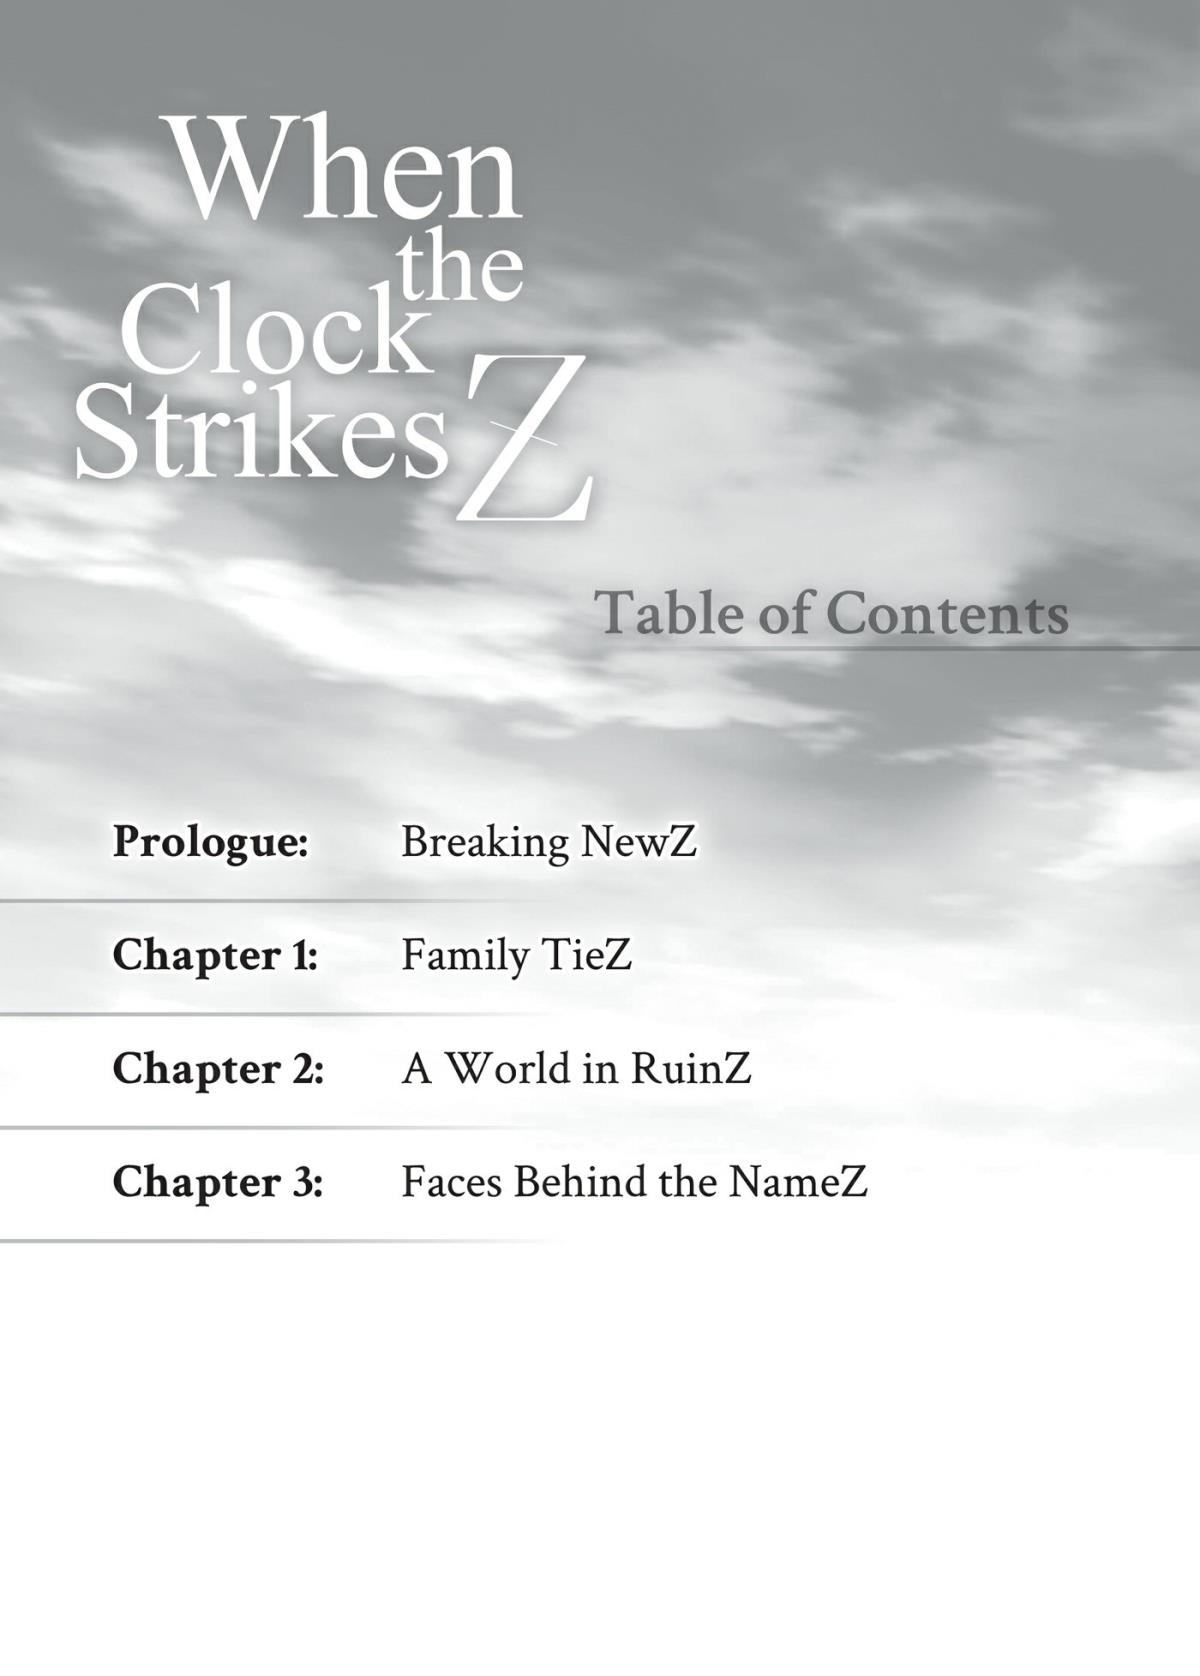 When
the
Clock
Strikes Z
Table of Contents
Prologue: Breaking NewZ
Chapter 1: Family TieZ
Chapter 2: A World in RuinZ
Chapter 3: Faces Behind the NameZ